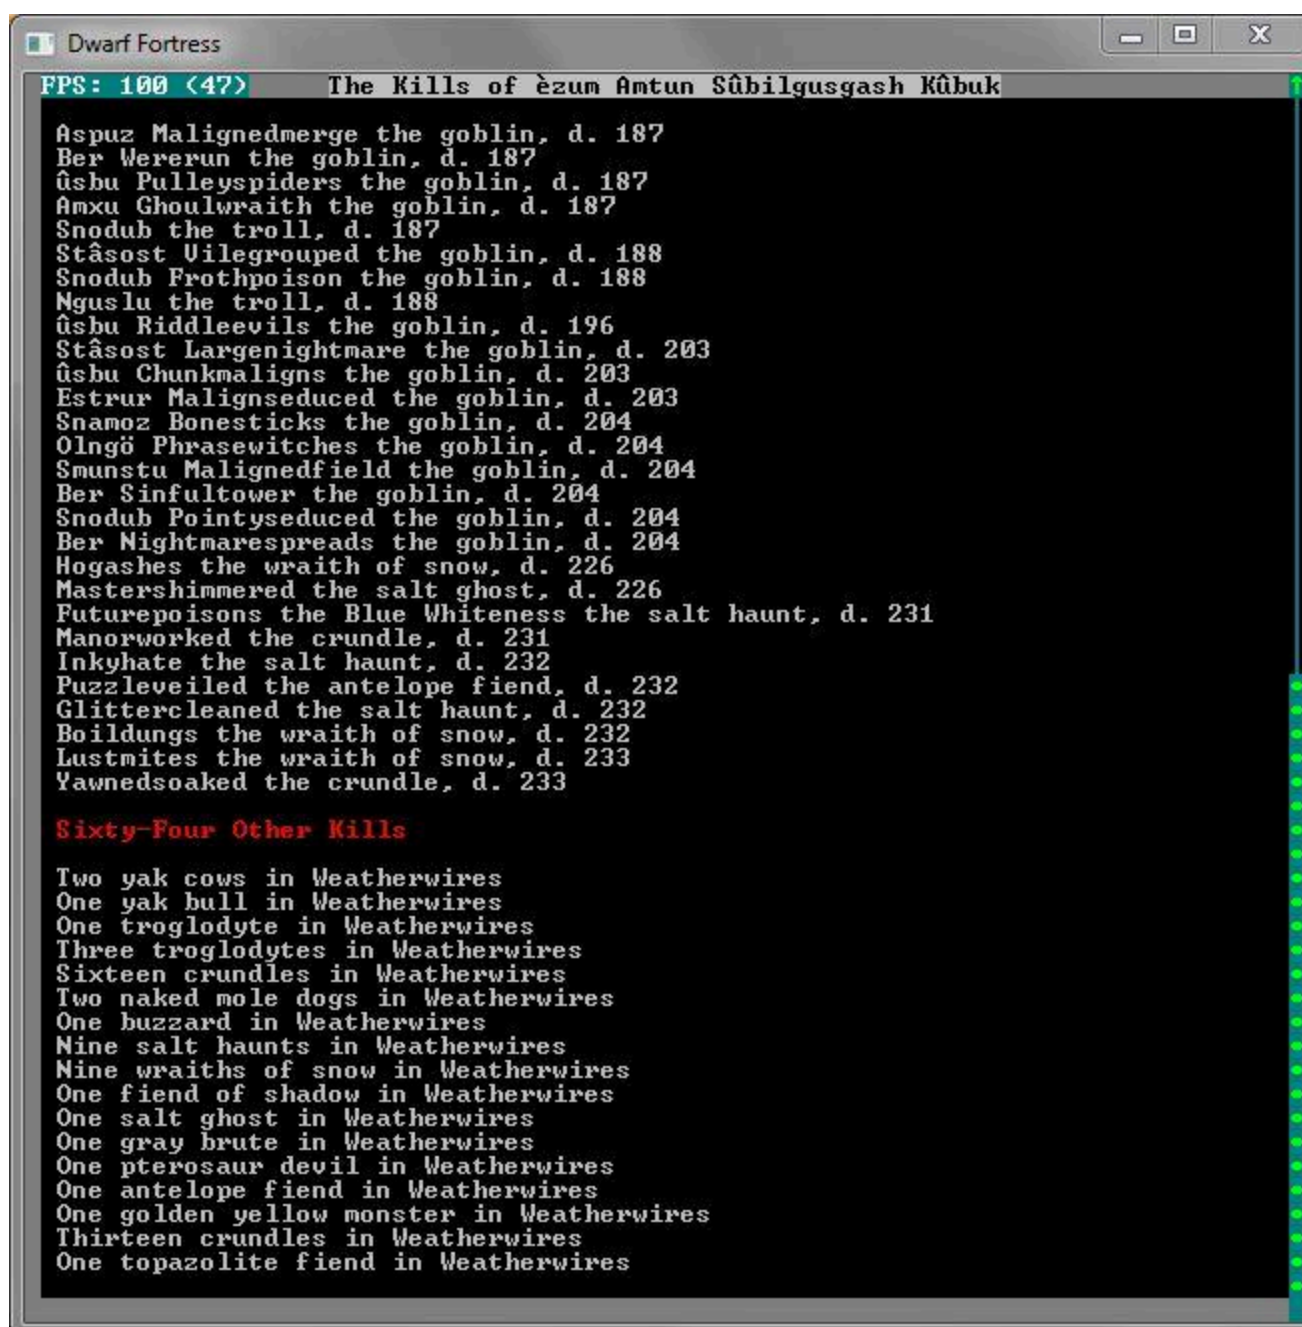 Dwarf Fortress
FPS: 100 (47) The Kills of èzum Amtun Sûbilgusgash Kûbuk
Aspuz Malignedmerge the goblin, d. 187
Ber Wererun the goblin, d. 187
ûsbu Pulleyspiders the goblin, d. 187
Amxu Ghoulwraith the goblin, d. 187
Snodub the troll, d. 187
Stâsost Vilegrouped the goblin, d. 188
Snodub Frothpoison the goblin, d. 188
Nguslu the troll, d. 188
ûsbu Riddleevils the goblin, d. 196
Stâsost Largenightmare the goblin, d. 203
ûsbu Chunkmaligns the goblin, d. 203
Estrur Malignseduced the goblin, d. 203
Snamoz Bonesticks the goblin, d. 204
Olngö Phrasewitches the goblin, d. 204
Smunstu Malignedfield the goblin, d. 204
Ber Sinfultower the goblin, d. 204
Snodub Pointyseduced the goblin, d. 204
Ber Nightmarespreads the goblin, d. 204
Hogashes the wraith of snow, d. 226
Mastershimmered the salt ghost, d. 226
Futurepoisons the Blue Whiteness the salt haunt, d. 231
Manorworked the crundle, d. 231
Inkyhate the salt haunt, d. 232
Puzzleveiled the antelope fiend, d. 232
Glittercleaned the salt haunt, d. 232
Boildungs the wraith of snow, d. 232
Lustmites the wraith of snow, d. 233
Yawnedsoaked the crundle, d. 233
Sixty-Four Other Kills
Two yak cows in Weatherwires
One yak bull in Weatherwires
One troglodyte in Weatherwires
Three troglodytes in Weatherwires
Sixteen crundles in Weatherwires
Two naked mole dogs in Weatherwires
One buzzard in Weatherwires
Nine salt haunts in Weatherwires
Nine wraiths of snow in Weatherwires
One fiend of shadow in Weatherwires
One salt ghost in Weatherwires
One gray brute in Weatherwires
One pterosaur devil in Weatherwires
One antelope fiend in Weatherwires
One golden yellow monster in Weatherwires
Thirteen crundles in Weatherwires
One topazolite fiend in Weatherwires